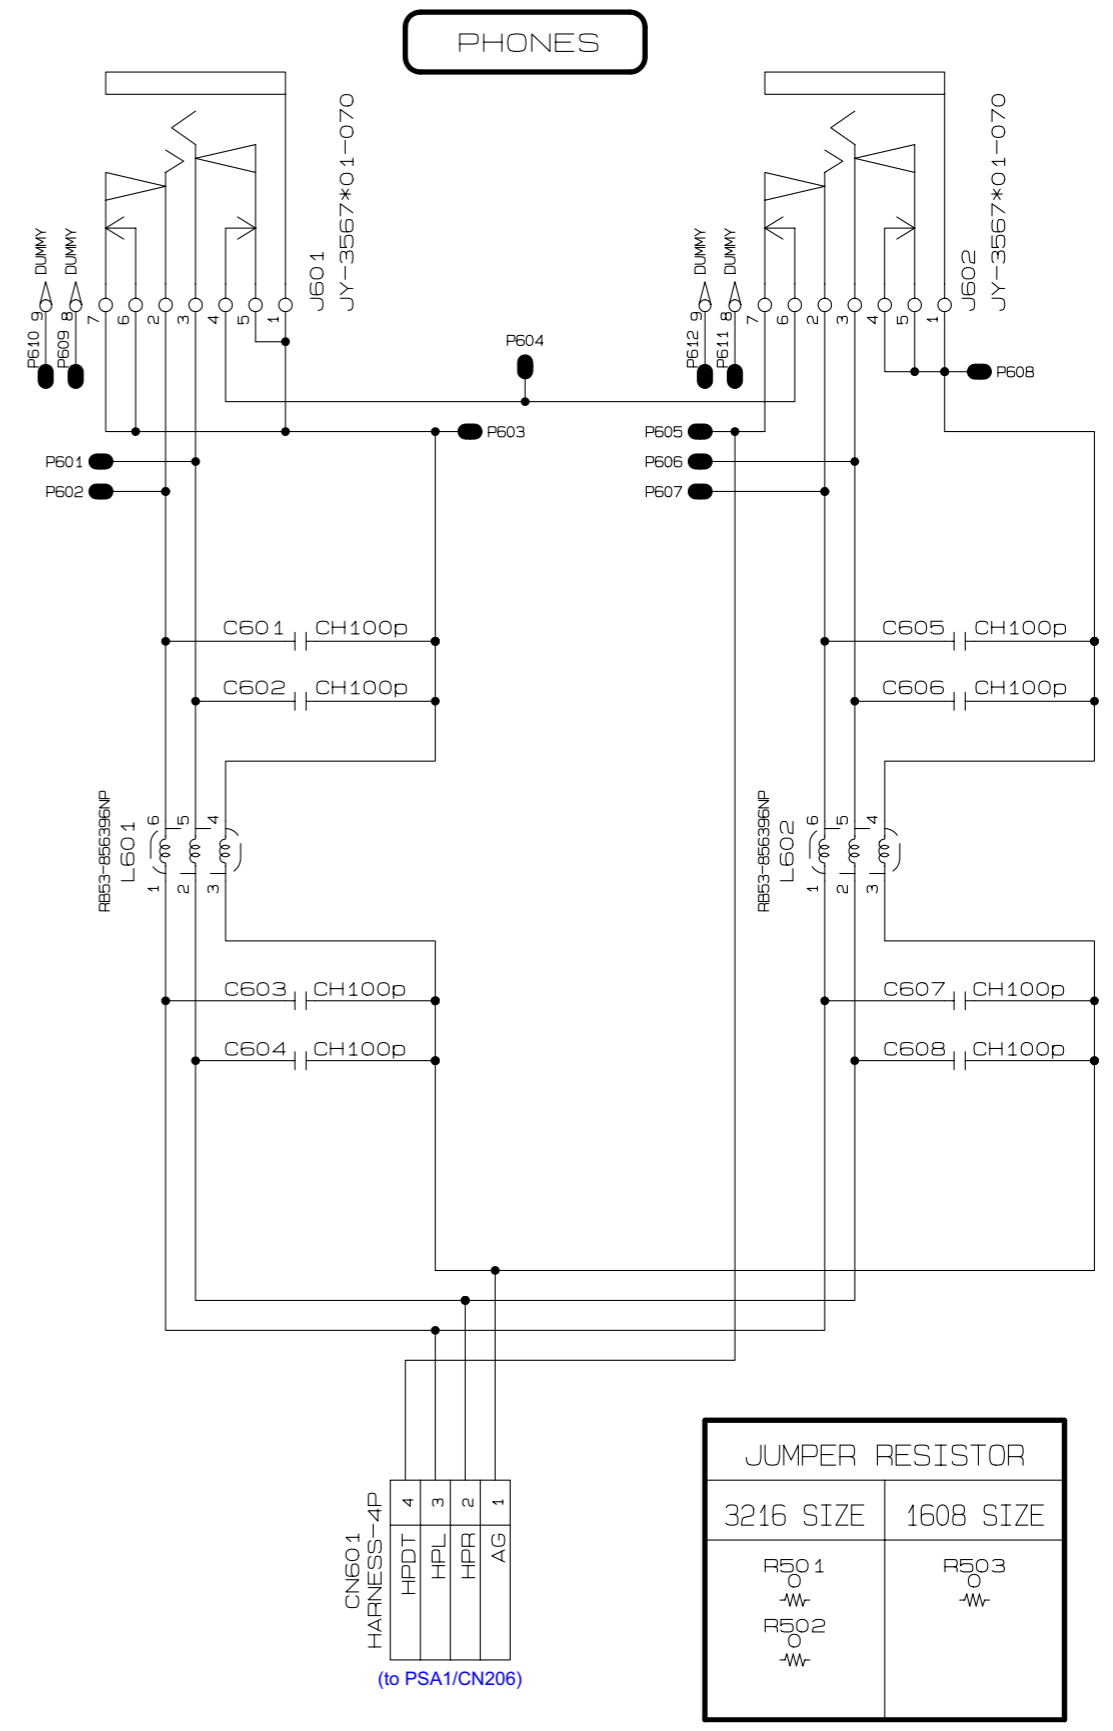 PHONES
J601
JY-3567*01-070
J602
JY-3567*01-070
DUMMY
DUMMY
DUMMY
DUMMY
9
8
7
6
2
3
4
5
1
9
8
7
6
2
3
4
5
1
P610
P609
P604
P612
P611
P608
P603
P605
P601
P606
P602
P607
C601 CH100p
C605 CH100p
C602 CH100p
C606 CH100p
RB53-856396NP
L601
6
5
4
1
2
3
RB53-856396NP
L602
6
5
4
1
2
3
C603 CH100p
C607 CH100p
C604 CH100p
C608 CH100p
CN601
HARNESS-4P
4
3
2
1
HPDT
HPL
HPR
AG
(to PSA1/CN206)
JUMPER RESISTOR
3216 SIZE
1608 SIZE
R501
0
R503
0
R502
0